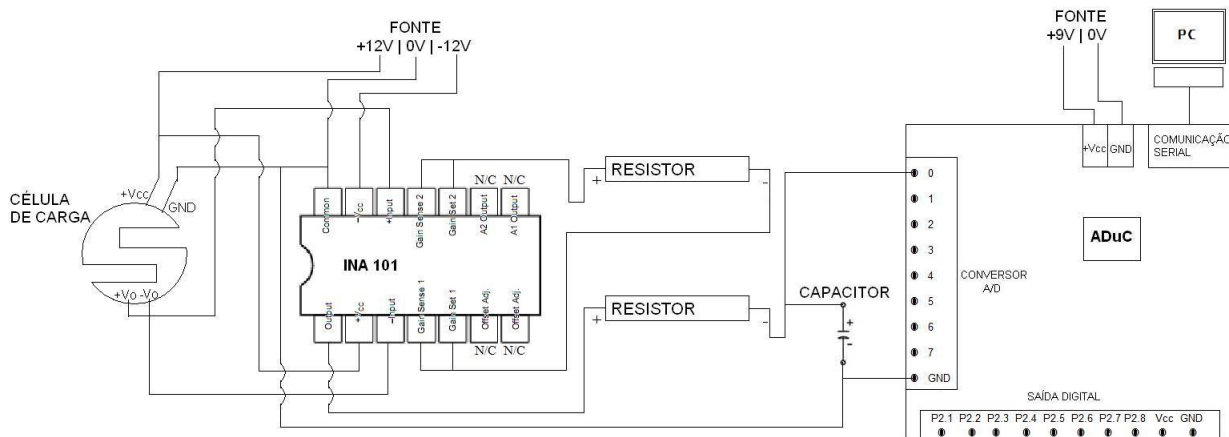 FONTE
+12V | 0V | -12V
FONTE
+9V | 0V
PC
+Vcc
GND
COMUNICAÇÃO
SERIAL
CÉLULA
DE CARGA
+Vcc
GND
+Vo -Vo
Common
-Vcc
+Input
Gain Sense 2
Gain Set 2
N/C
A2 Output
N/C
A1 Output
INA 101
Output
+Vcc
-Input
Gain Sense 1
Gain Set 1
Offset Adj.
Offset Adj.
N/C
N/C
+
RESISTOR
-
+
RESISTOR
-
CAPACITOR
+
-
0
1
2
3
4
5
6
7
GND
CONVERSOR
A/D
ADuC
SAÍDA DIGITAL
P2.1 P2.2 P2.3 P2.4 P2.5 P2.6 P2.7 P2.8 Vcc GND